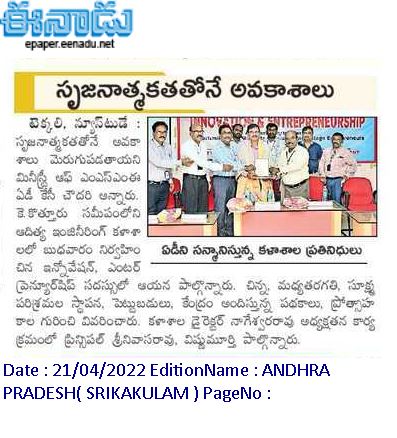 ఈనాడు
epaper.eenadu.net
సృజనాత్మకతతోనే అవకాశాలు
టెక్కలి, న్యూస్‌టుడే :
సృజనాత్మకతతోనే అవకా
శాలు మెరుగుపడతాయని
మినిస్ట్రీ ఆఫ్ ఎంఎస్ఎంఈ
ఏడీ కేసీ చౌదరి అన్నారు.
కె.కొత్తూరు సమీపంలోని
ఆదిత్య ఇంజినీరింగ్ కళాశా
లలో బుధవారం నిర్వహిం
చిన ఇన్నోవేషన్, ఎంటర్
INNOVATION & ENTREPRENEURSHIP
ఏడీని సన్మానిస్తున్న కళాశాల ప్రతినిధులు
ప్రెన్యూర్‌షిప్ సదస్సులో ఆయన పాల్గొన్నారు. చిన్న, మధ్యతరగతి, సూక్ష్మ
పరిశ్రమల స్థాపన, పెట్టుబడులు, కేంద్రం అందిస్తున్న పథకాలు, ప్రోత్సాహ
కాల గురించి వివరించారు. కళాశాల డైరెక్టర్ నాగేశ్వరరావు అధ్యక్షతన కార్య
క్రమంలో ప్రిన్సిపల్ శ్రీనివాసరావు, విష్ణుమూర్తి పాల్గొన్నారు.
Date : 21/04/2022 EditionName : ANDHRA
PRADESH( SRIKAKULAM ) PageNo :